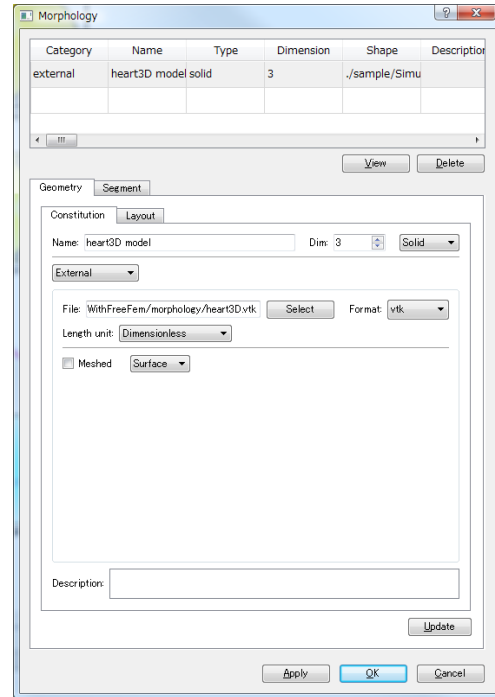 Morphology
Category Name Type Dimension Shape Description
external heart3D model solid 3 ./sample/Simu
View Delete
Geometry Segment
Constitution Layout
Name: heart3D model Dim: 3 Solid
External
File: WithFreeFem/morphology/heart3D.vtk Select Format: vtk
Length unit: Dimensionless
Meshed Surface
Description:
Update
Apply OK Cancel